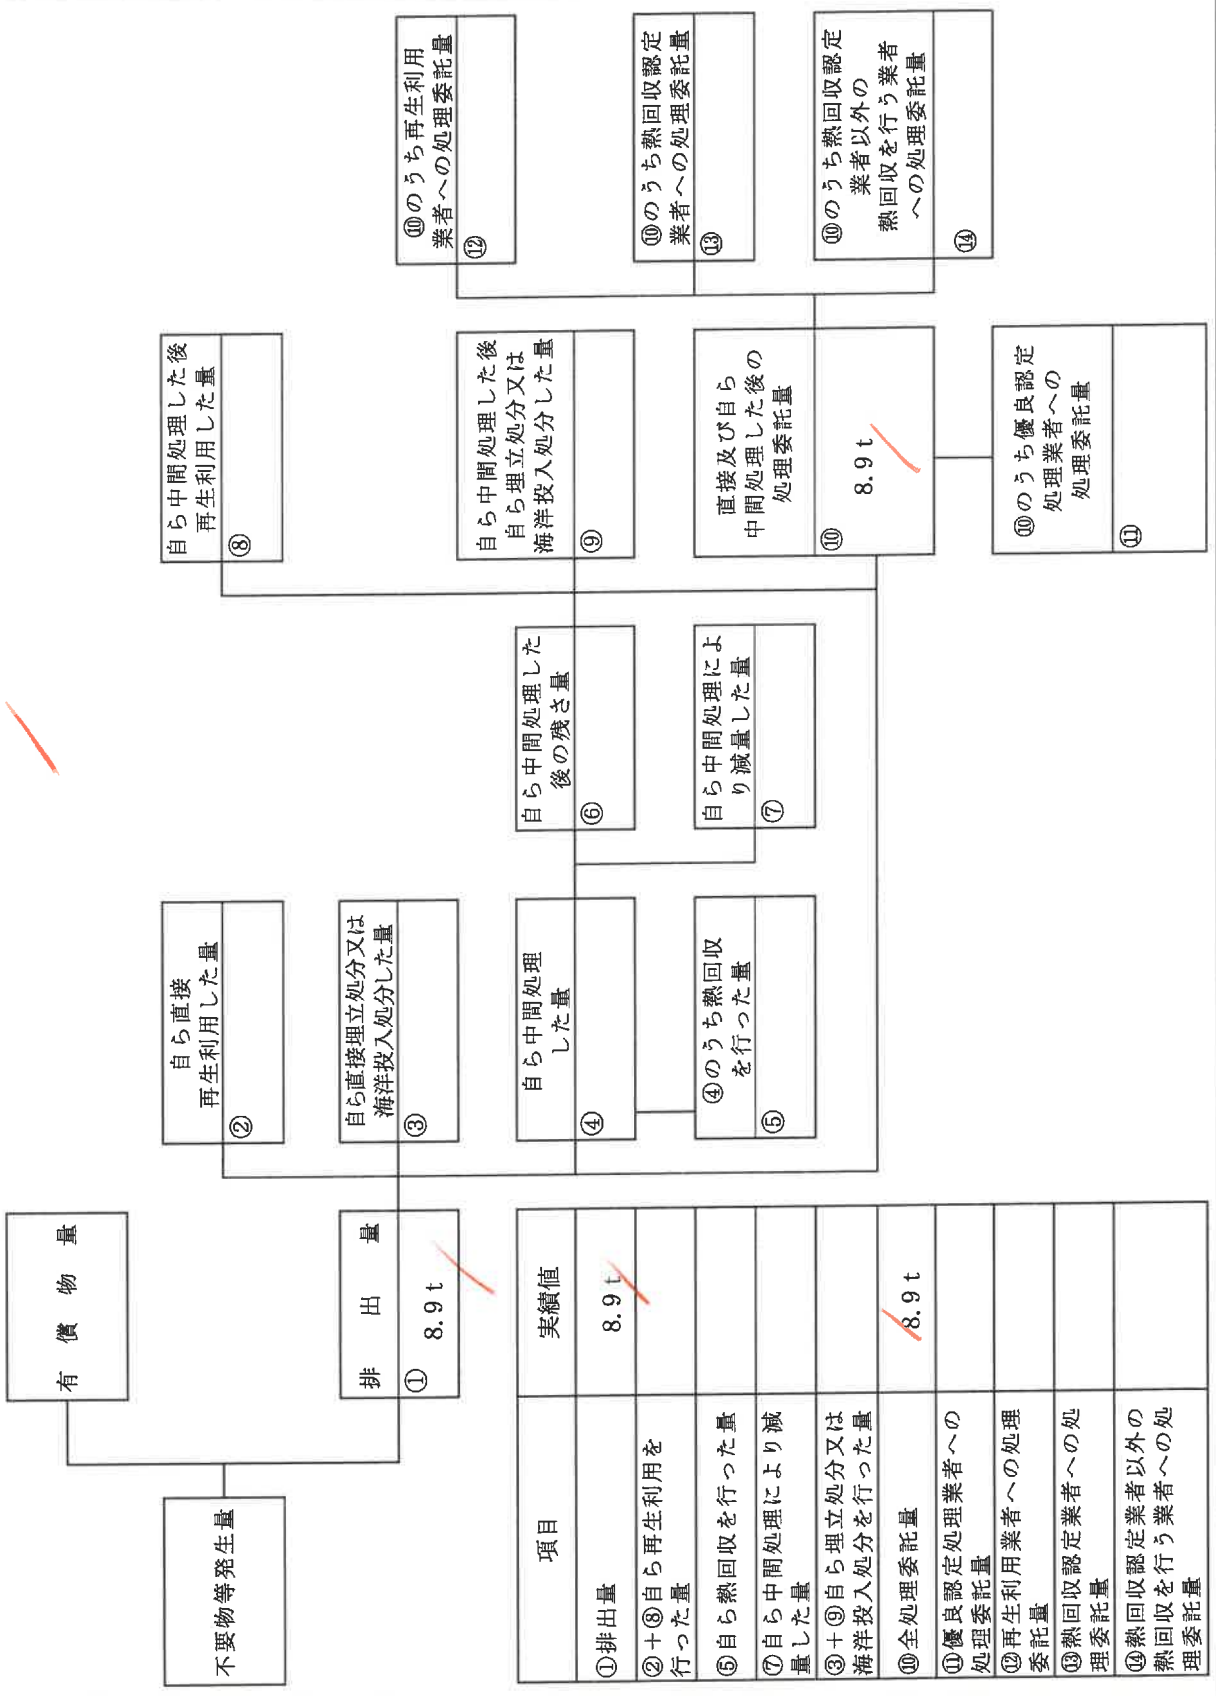 不要物等発生量
有償物量
排出量
① 8.9t
自ら直接
再生利用した量
②
自ら直接埋立処分又は
海洋投入処分した量
③
自ら中間処理
した量
④
④のうち熱回収
を行った量
⑤
自ら中間処理した
後の残さ量
⑥
自ら中間処理によ
り減量した量
⑦
自ら中間処理した後
再生利用した量
⑧
自ら中間処理した後
自ら埋立処分又は
海洋投入処分した量
⑨
直接及び自ら
中間処理した後の
処理委託量
⑩ 8.9t
⑩のうち優良認定
処理業者への
処理委託量
⑪
⑩のうち再生利用
業者への処理委託量
⑫
⑩のうち熱回収認定
業者への処理委託量
⑬
⑩のうち熱回収認定
業者以外の
熱回収を行う業者
への処理委託量
⑭
項目 実績値
①排出量 8.9t
②+⑧自ら再生利用を
行った量
⑤自ら熱回収を行った量
⑦自ら中間処理により減
量した量
③+⑨自ら埋立処分又は
海洋投入処分を行った量
⑩全処理委託量 8.9t
⑪優良認定処理業者への
処理委託量
⑫再生利用業者への処理
委託量
⑬熱回収認定業者への処
理委託量
⑭熱回収認定業者以外の
熱回収を行う業者への処
理委託量